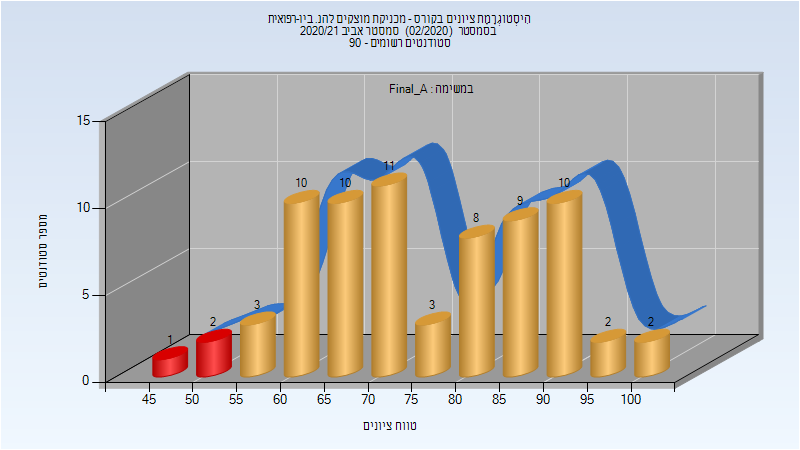 היסטוגרמת ציונים בקורס - מכניקת מוצקים להנ. ביו-רפואית
בסמסטר (02/2020) סמסטר אביב 2020/21
סטודנטים רשומים - 90
במשימה : Final_A
מספר סטודנטים
15
10
5
0
1
2
3
10
10
11
3
8
9
10
2
2
45 50 55 60 65 70 75 80 85 90 95 100
טווח ציונים